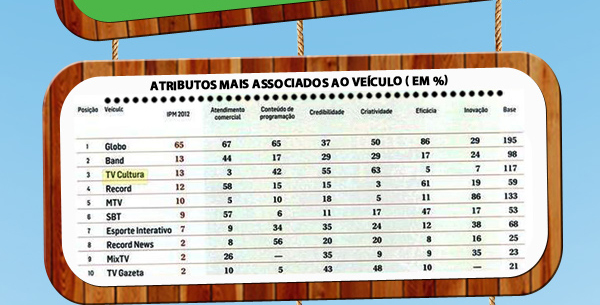 ATRIBUTOS MAIS ASSOCIADOS AO VEÍCULO ( EM %)
Posição Veículo IPM 2012 Atendimento comercial Conteúdo de programação Credibilidade Criatividade Eficácia Inovação Base
1 Globo 65 67 65 37 50 86 29 195
2 Band 13 44 17 29 29 17 24 98
3 TV Cultura 13 3 42 55 63 5 7 117
4 Record 12 58 15 15 3 61 19 59
5 MTV 10 5 10 18 5 11 86 133
6 SBT 9 57 6 11 17 47 17 53
7 Esporte Interativo 7 9 34 35 24 12 38 68
8 Record News 2 8 56 20 20 8 16 25
9 MixTV 2 26 — 35 9 9 35 23
10 TV Gazeta 2 10 5 43 48 10 — 21